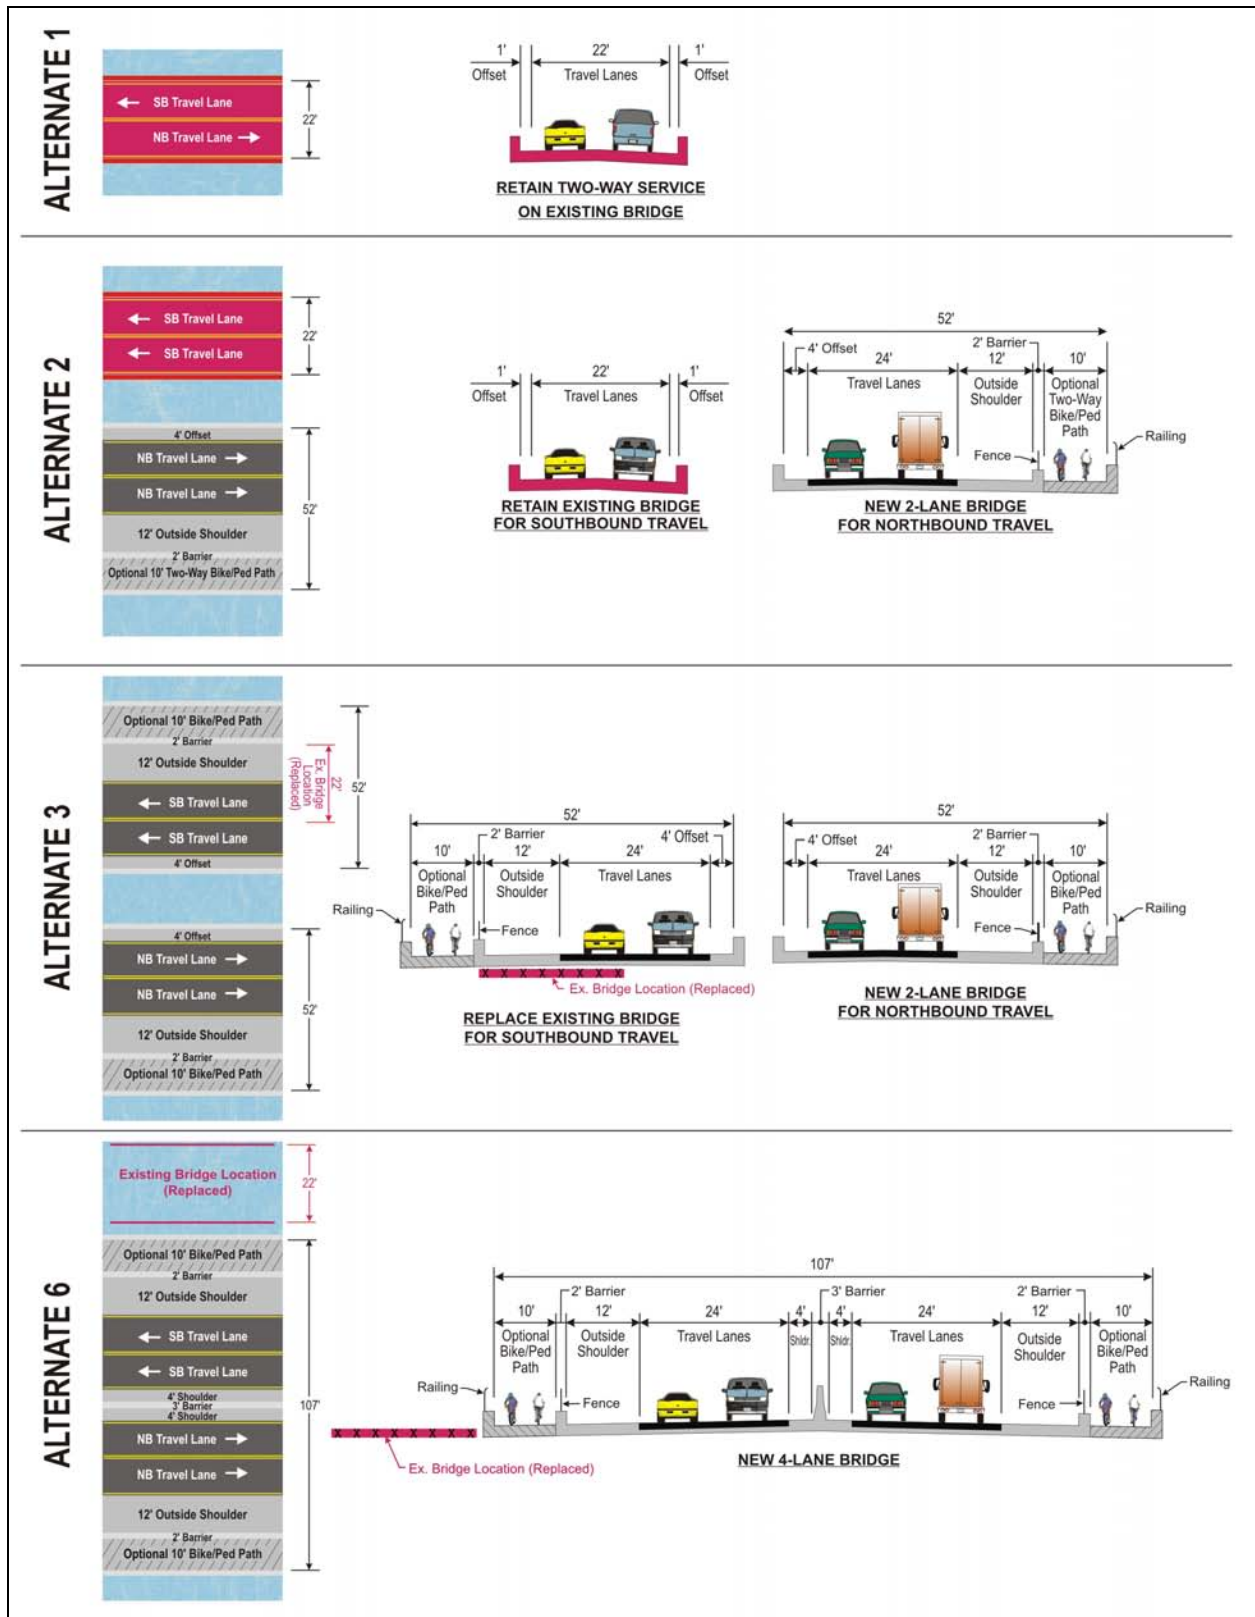 ALTERNATE 1
SB Travel Lane
NB Travel Lane
22'
1'
22'
1'
Offset
Travel Lanes
Offset
RETAIN TWO-WAY SERVICE
ON EXISTING BRIDGE
ALTERNATE 2
SB Travel Lane
SB Travel Lane
22'
4' Offset
NB Travel Lane
NB Travel Lane
12' Outside Shoulder
2' Barrier
Optional 10' Two-Way Bike/Ped Path
52'
1'
22'
1'
Offset
Travel Lanes
Offset
RETAIN EXISTING BRIDGE
FOR SOUTHBOUND TRAVEL
52'
4' Offset
2' Barrier
24'
12'
10'
Travel Lanes
Outside
Shoulder
Optional
Two-Way
Bike/Ped
Path
Railing
Fence
NEW 2-LANE BRIDGE
FOR NORTHBOUND TRAVEL
ALTERNATE 3
Optional 10' Bike/Ped Path
2' Barrier
12' Outside Shoulder
SB Travel Lane
SB Travel Lane
4' Offset
22'
Ex. Bridge
Location
(Replaced)
52'
4' Offset
NB Travel Lane
NB Travel Lane
12' Outside Shoulder
2' Barrier
Optional 10' Bike/Ped Path
52'
52'
2' Barrier
4' Offset
10'
12'
24'
Optional
Bike/Ped
Path
Outside
Shoulder
Travel Lanes
Railing
Fence
Ex. Bridge Location (Replaced)
REPLACE EXISTING BRIDGE
FOR SOUTHBOUND TRAVEL
52'
4' Offset
2' Barrier
24'
12'
10'
Travel Lanes
Outside
Shoulder
Optional
Bike/Ped
Path
Railing
Fence
NEW 2-LANE BRIDGE
FOR NORTHBOUND TRAVEL
ALTERNATE 6
Existing Bridge Location
(Replaced)
22'
Optional 10' Bike/Ped Path
2' Barrier
12' Outside Shoulder
SB Travel Lane
SB Travel Lane
4' Shoulder
3' Barrier
4' Shoulder
NB Travel Lane
NB Travel Lane
12' Outside Shoulder
2' Barrier
Optional 10' Bike/Ped Path
107'
107'
2' Barrier
3' Barrier
2' Barrier
10'
12'
24'
4'
4'
24'
12'
10'
Optional
Bike/Ped
Path
Outside
Shoulder
Travel Lanes
Shldr.
Shldr.
Travel Lanes
Outside
Shoulder
Optional
Bike/Ped
Path
Railing
Fence
Fence
Railing
Ex. Bridge Location (Replaced)
NEW 4-LANE BRIDGE